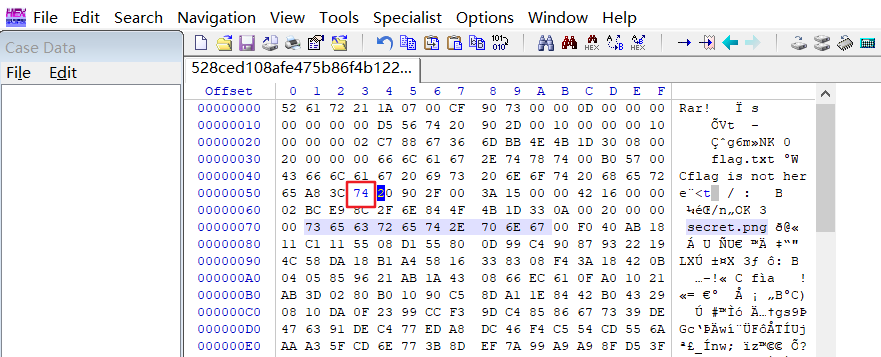 File Edit Search Navigation View Tools Specialist Options Window Help
Case Data
File Edit
528ced108afe475b86f4b122...
Offset 0 1 2 3 4 5 6 7 8 9 A B C D E F
00000000 52 61 72 21 1A 07 00 CF 90 73 00 00 0D 00 00 00 Rar! Ï s
00000010 00 00 00 00 D5 56 74 20 90 2D 00 10 00 00 00 10 ÕVt -
00000020 00 00 00 02 C7 88 67 36 6D BB 4E 4B 1D 30 08 00 Çˆg6m»NK 0
00000030 20 00 00 00 66 6C 61 67 2E 74 78 74 00 B0 57 00 flag.txt °W
00000040 43 66 6C 61 67 20 69 73 20 6E 6F 74 20 68 65 72 Cflag is not her
00000050 65 A8 3C 74 20 90 2F 00 3A 15 00 00 42 16 00 00 e¨<t / : B
00000060 02 BC E9 8C 2F 6E 84 4F 4B 1D 33 0A 00 20 00 00 ¼éŒ/n„OK 3
00000070 00 73 65 63 72 65 74 2E 70 6E 67 00 F0 40 AB 18 secret.png ð@«
00000080 11 C1 11 55 08 D1 55 80 0D 99 C4 90 87 93 22 19 Á U ÑU€ ™Ä ‡“"
00000090 4C 58 DA 18 B1 A4 58 16 33 83 08 F4 3A 18 42 0B LXÚ ±¤X 3ƒ ô: B
000000A0 04 05 85 96 21 AB 1A 43 08 66 EC 61 0F A0 10 21 …–!« C fìa !
000000B0 AB 3D 02 80 B0 10 90 C5 8D A1 1E 84 42 B0 43 29 «= €° Å ¡ „B°C)
000000C0 08 10 DA 0F 23 99 CC F3 9D C4 85 86 67 73 39 DE Ú #™Ìó Ä…†gs9Þ
000000D0 47 63 91 DE C4 77 ED A8 DC 46 F4 C5 54 CD 55 6A Gc‘ÞÄwí¨ÜFôÅTÍUj
000000E0 AA A3 5F CD 6E 77 3B 8D EF 7A 99 A9 A9 8F D5 3F ª£_Ínw; ïz™©© Õ?